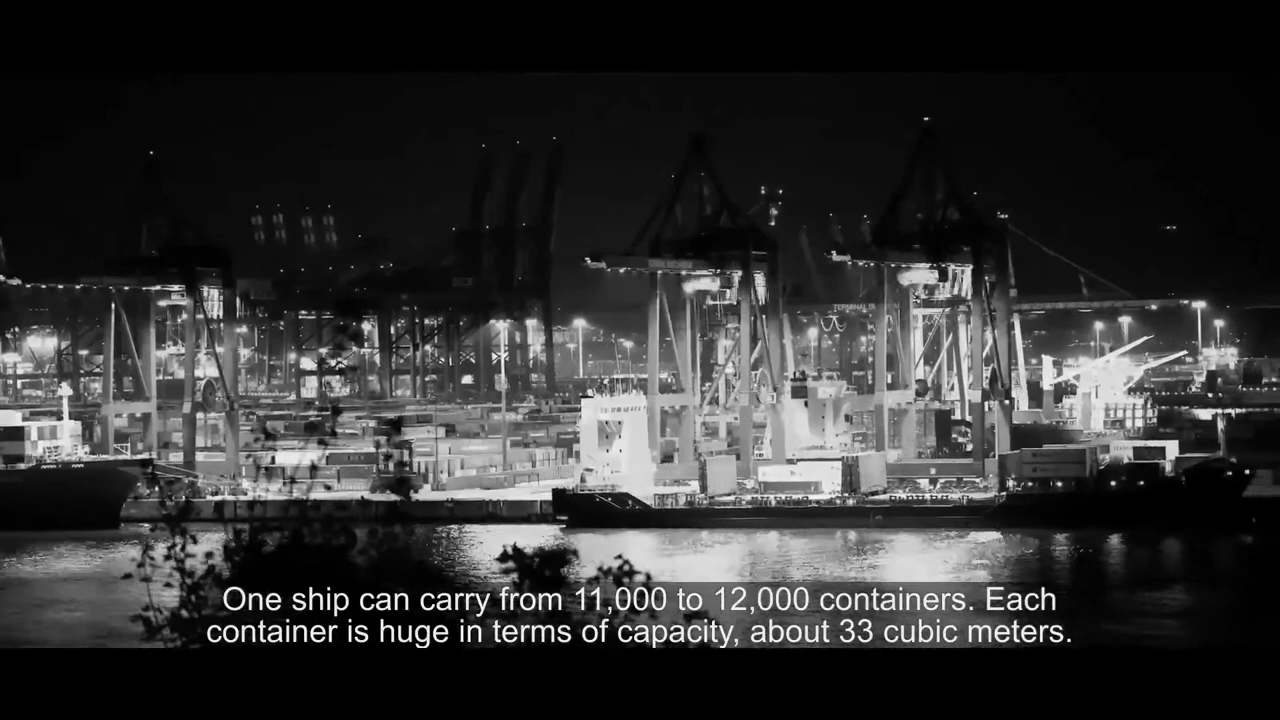 One ship can carry from 11,000 to 12,000 containers. Each
container is huge in terms of capacity, about 33 cubic meters.